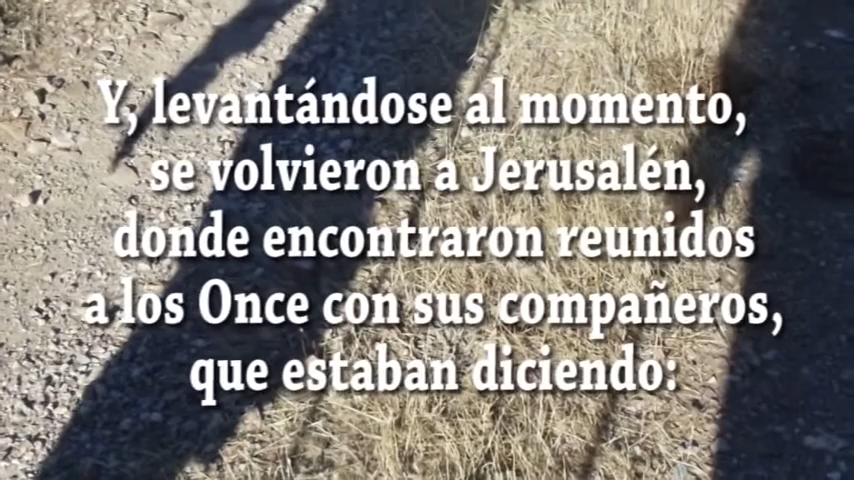 Y, levantándose al momento,
se volvieron a Jerusalén,
donde encontraron reunidos
a los Once con sus compañeros,
que estaban diciendo: